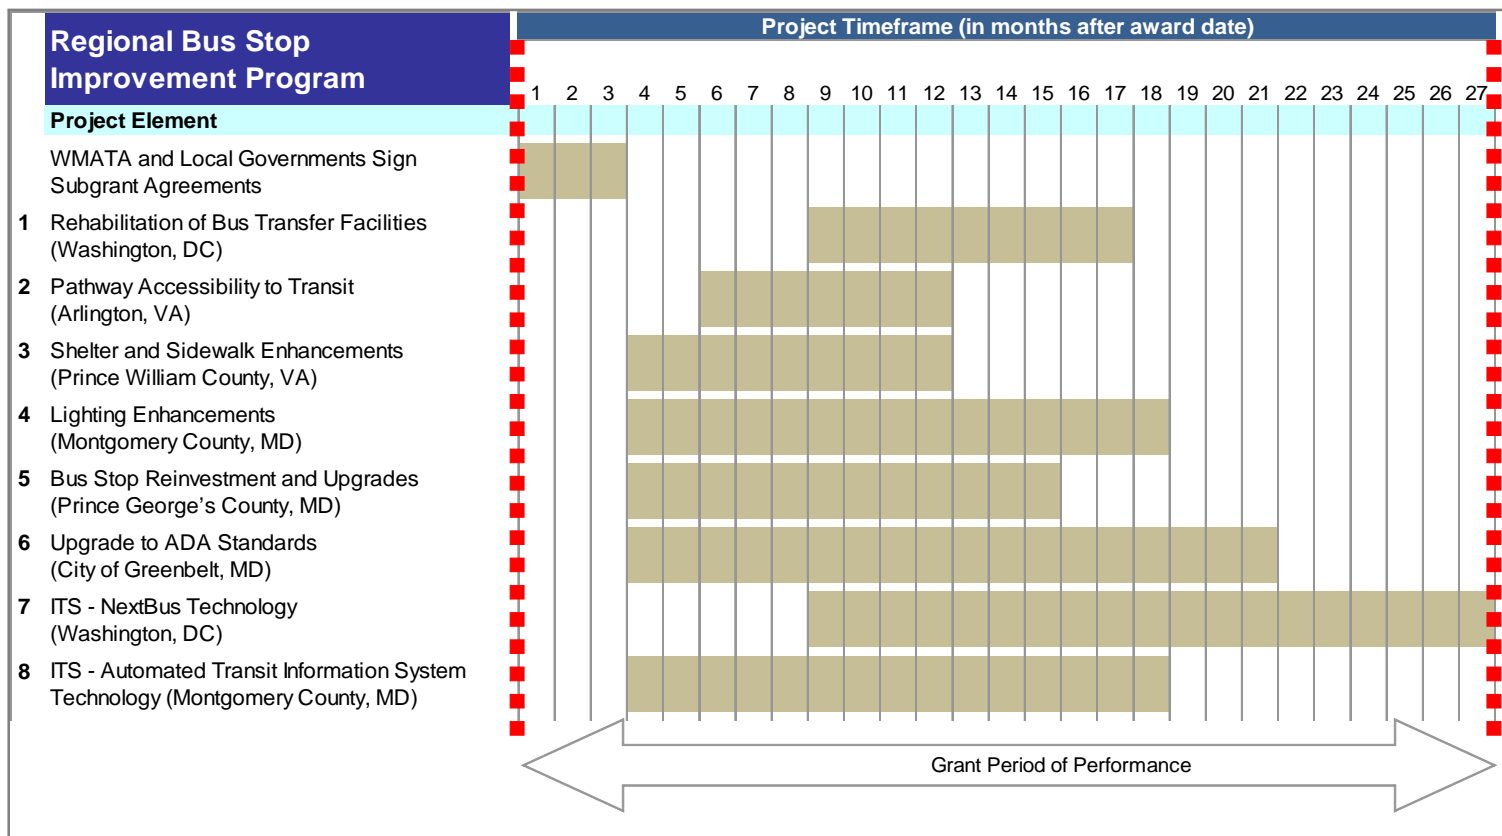 Regional Bus Stop
Improvement Program
Project Timeframe (in months after award date)
1 2 3 4 5 6 7 8 9 10 11 12 13 14 15 16 17 18 19 20 21 22 23 24 25 26 27
Project Element
WMATA and Local Governments Sign
Subgrant Agreements
1 Rehabilitation of Bus Transfer Facilities
(Washington, DC)
2 Pathway Accessibility to Transit
(Arlington, VA)
3 Shelter and Sidewalk Enhancements
(Prince William County, VA)
4 Lighting Enhancements
(Montgomery County, MD)
5 Bus Stop Reinvestment and Upgrades
(Prince George’s County, MD)
6 Upgrade to ADA Standards
(City of Greenbelt, MD)
7 ITS - NextBus Technology
(Washington, DC)
8 ITS - Automated Transit Information System
Technology (Montgomery County, MD)
Grant Period of Performance